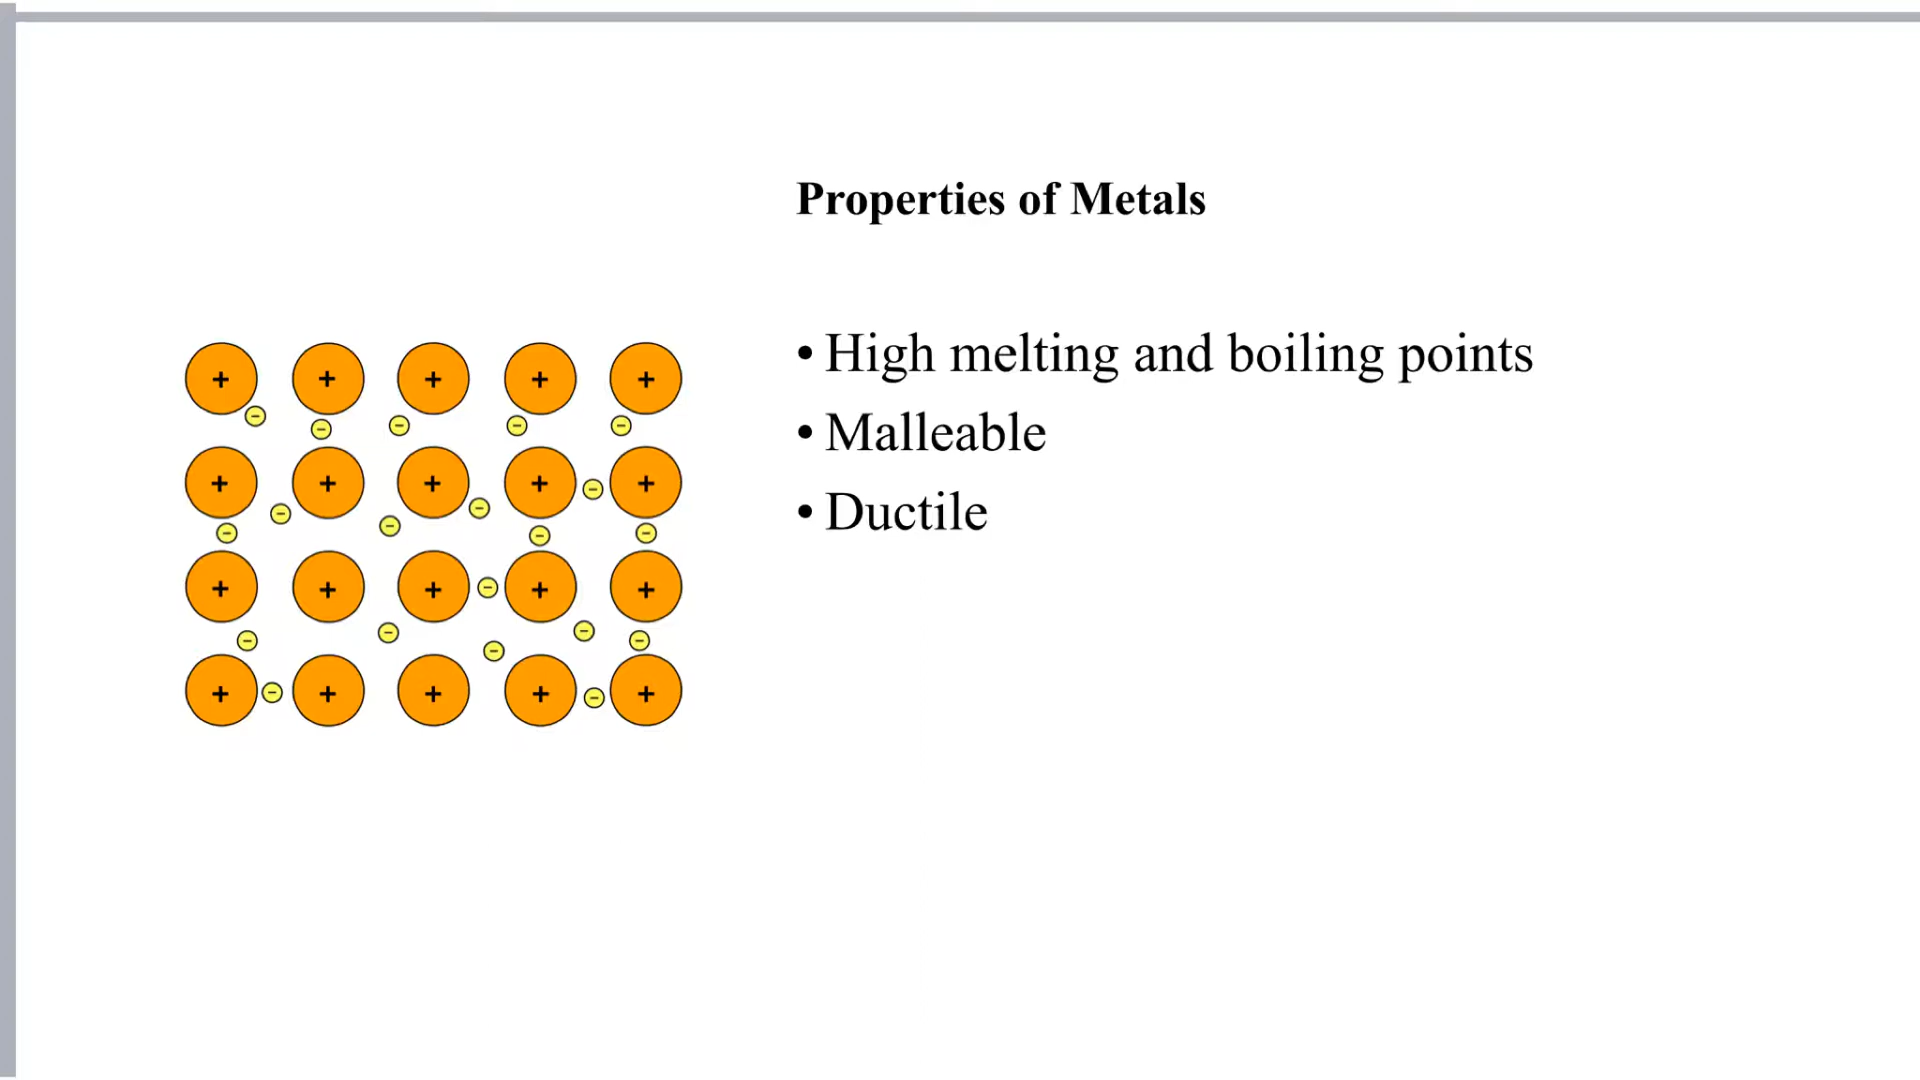 Properties of Metals
• High melting and boiling points
• Malleable
• Ductile
+ + + + +
− − − − −
+ + + + +
−
− − −
− − −
+ + + + +
−
− − − − −
+ + + + +
− −